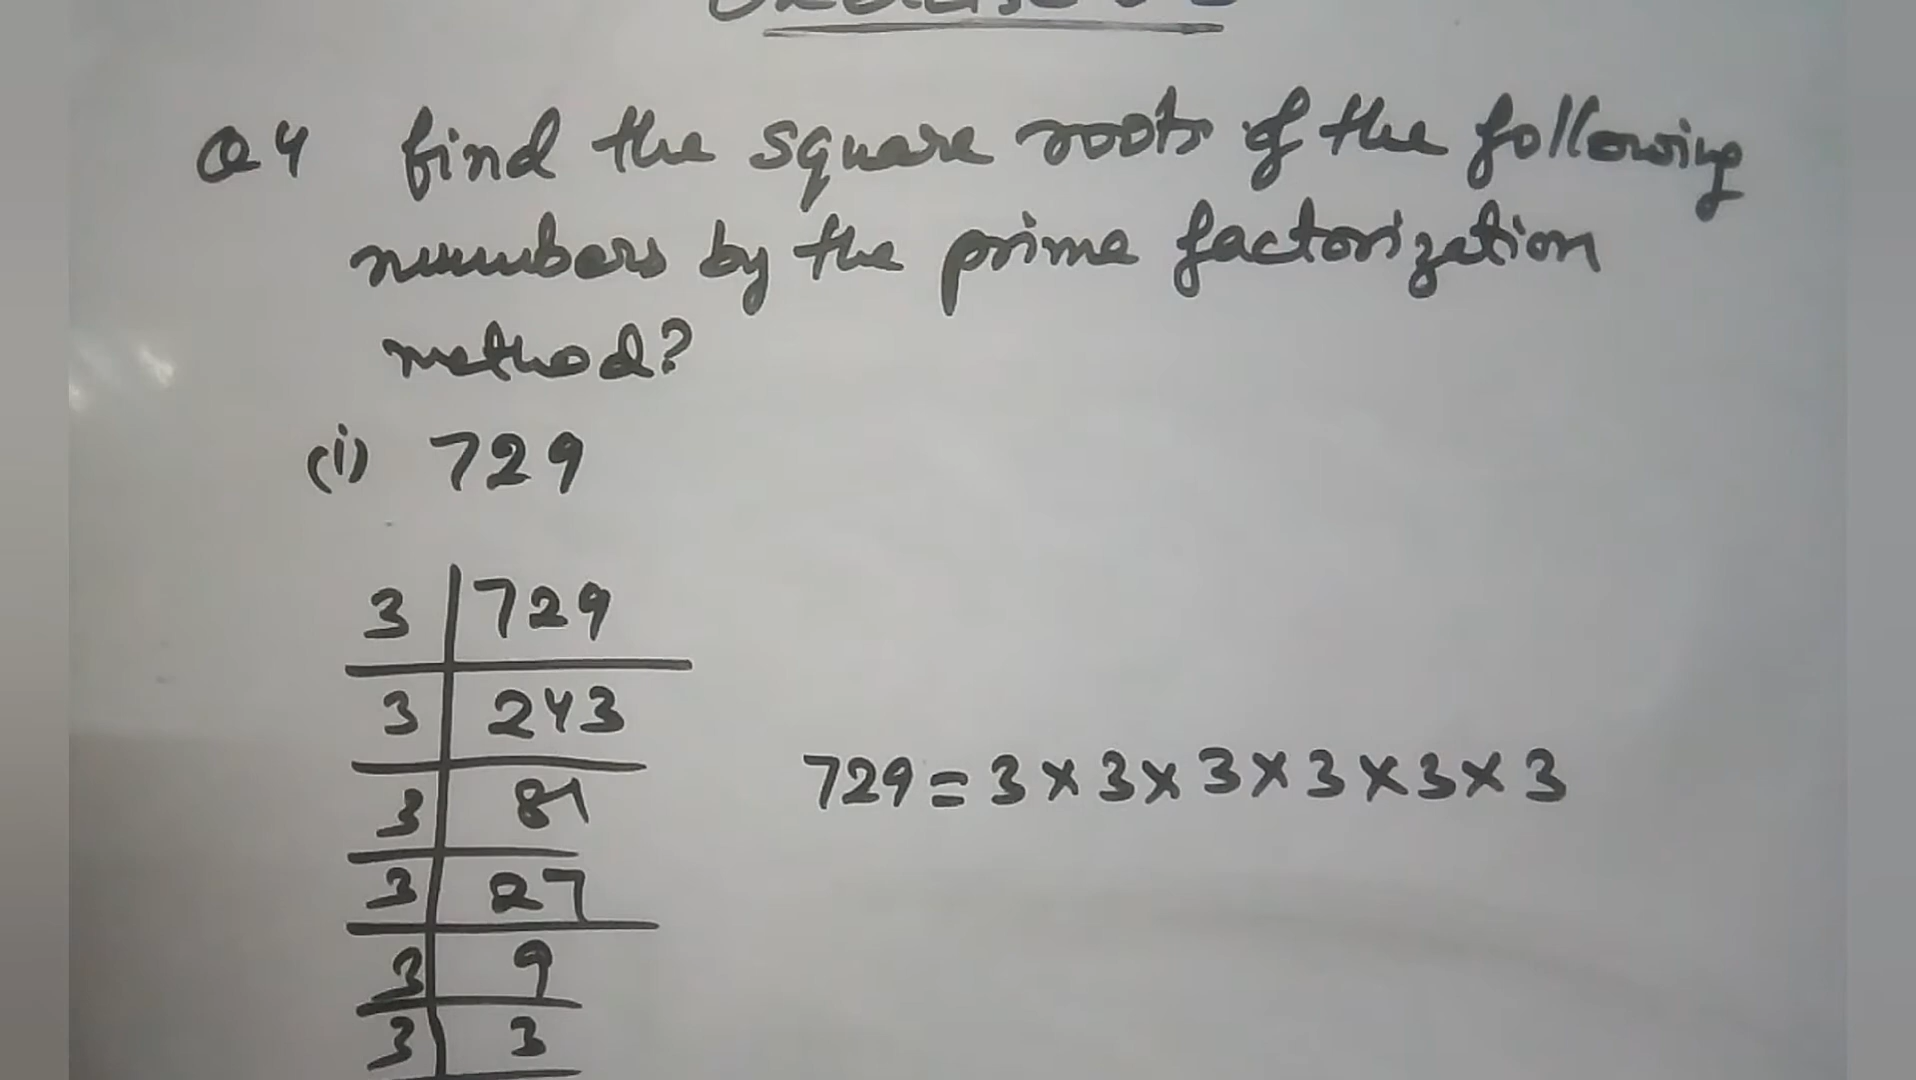 Q4 find the square roots of the following
numbers by the prime factorization
method?
(i) 729
3 729
3 243
3 81
729 = 3 × 3 × 3 × 3 × 3 × 3
3 27
3 9
3 3